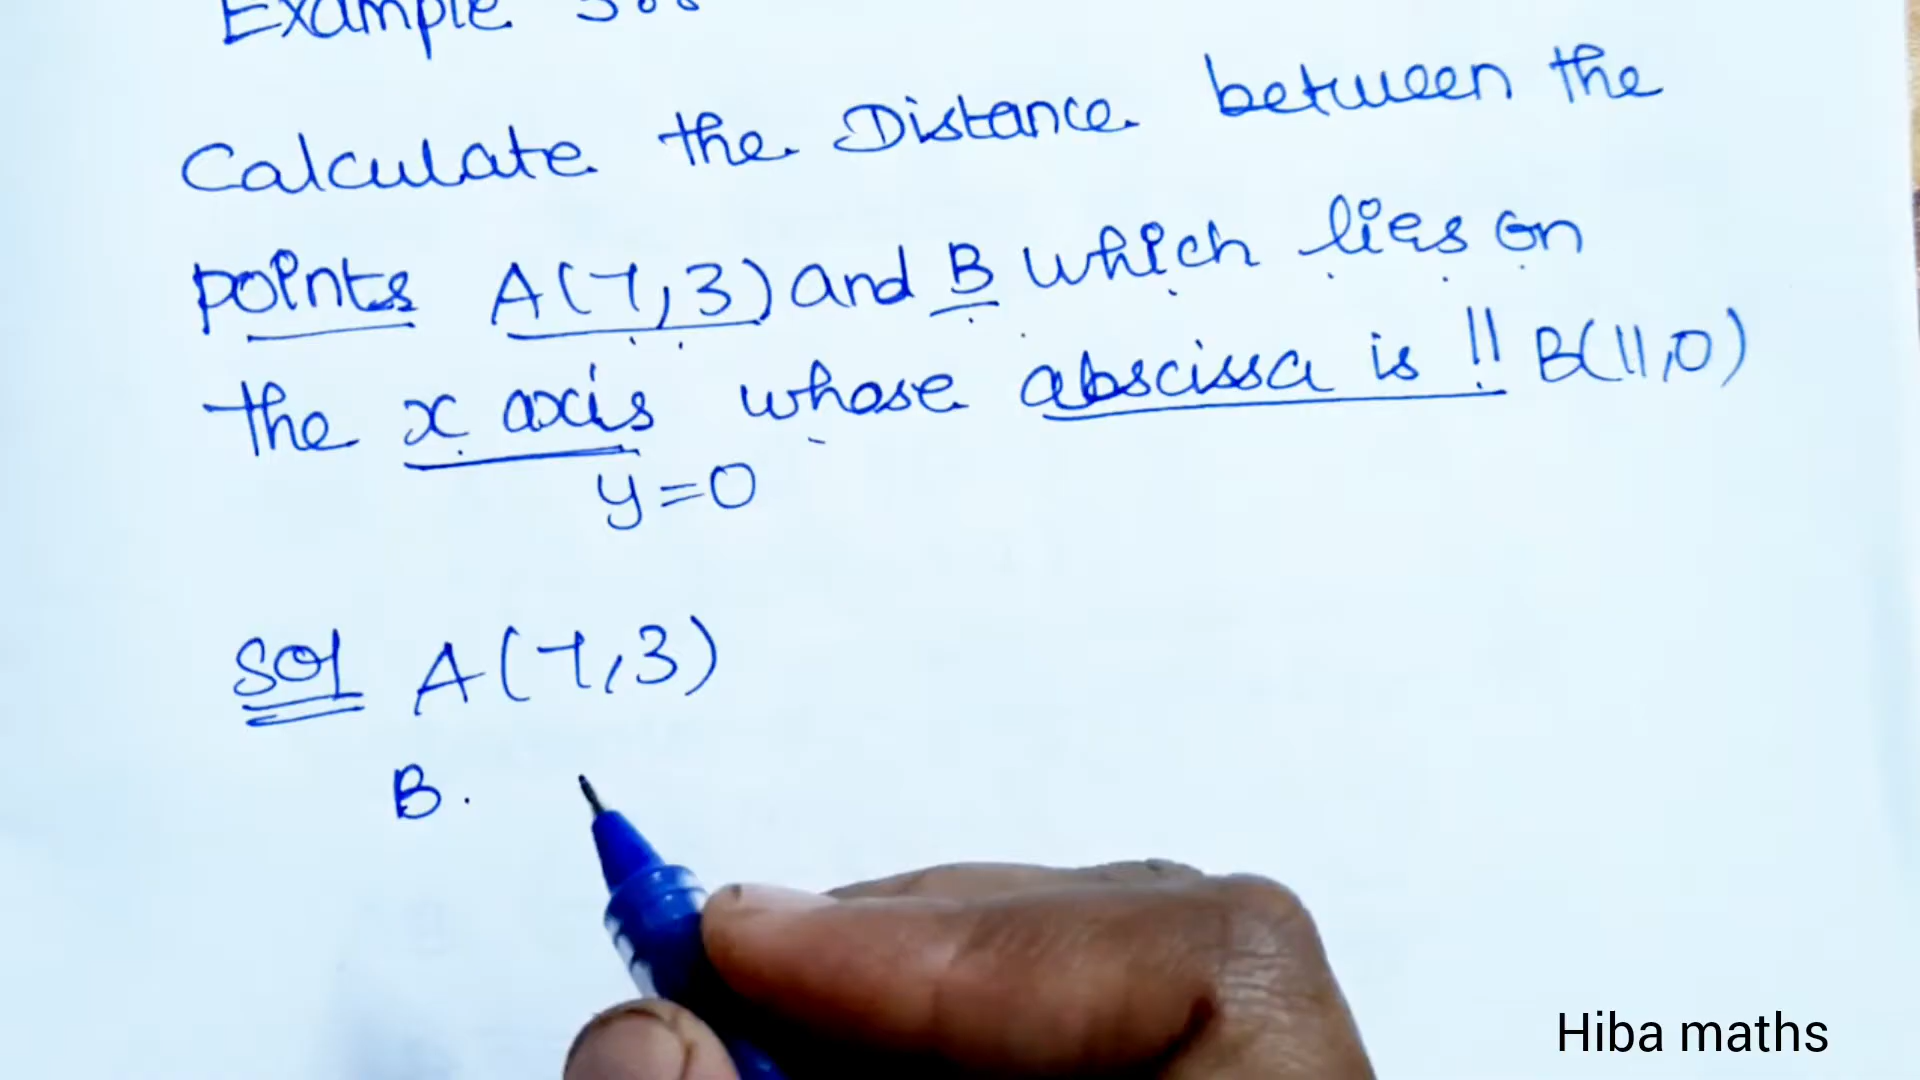 Example
Calculate the Distance between the
points A(7,3) and B which lies on
the x axis whose abscissa is 11 B(11,0)
y=0
Sol A(7,3)
B.
Hiba maths